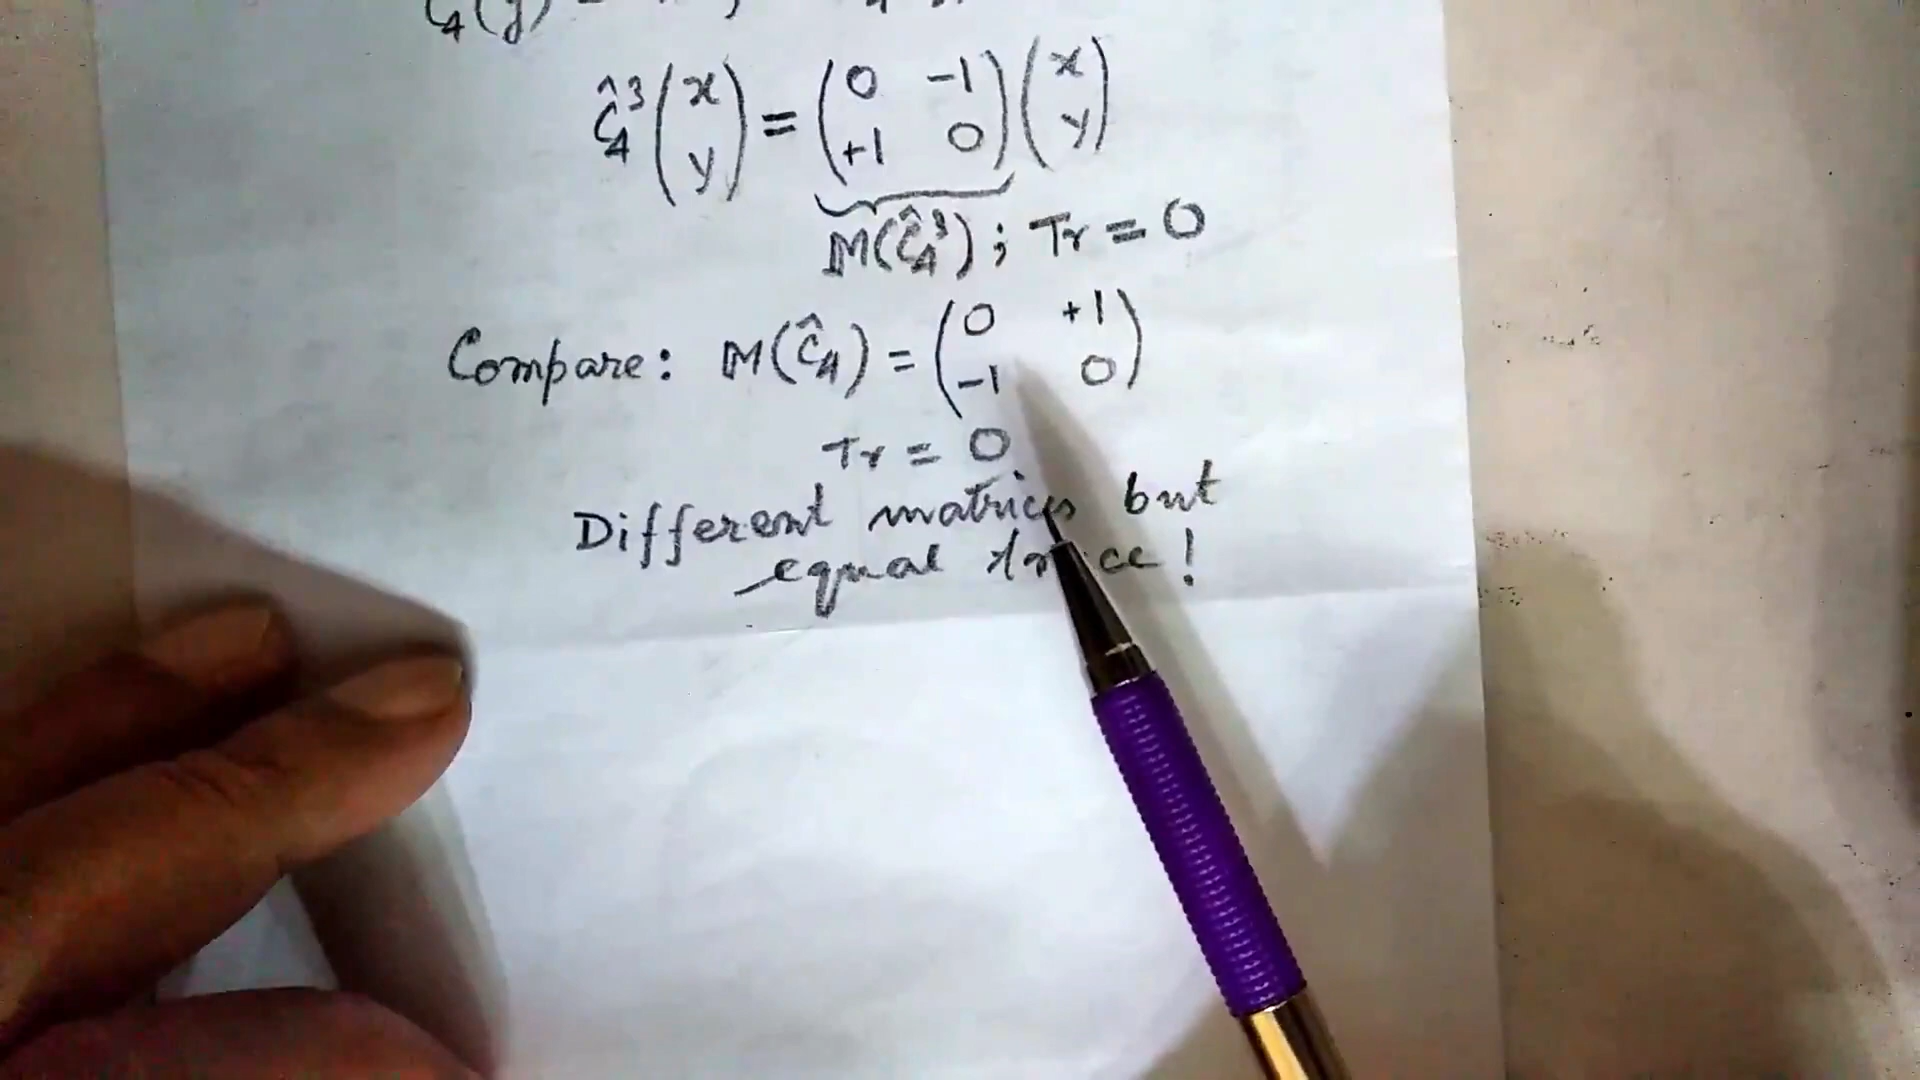 Ĉ₄³ (x y) = (0 -1 +1 0) (x y)
M(Ĉ₄³) ; Tr = 0
Compare: M(Ĉ₄) = (0 +1 -1 0)
Tr = 0
Different matrices but
equal trace!